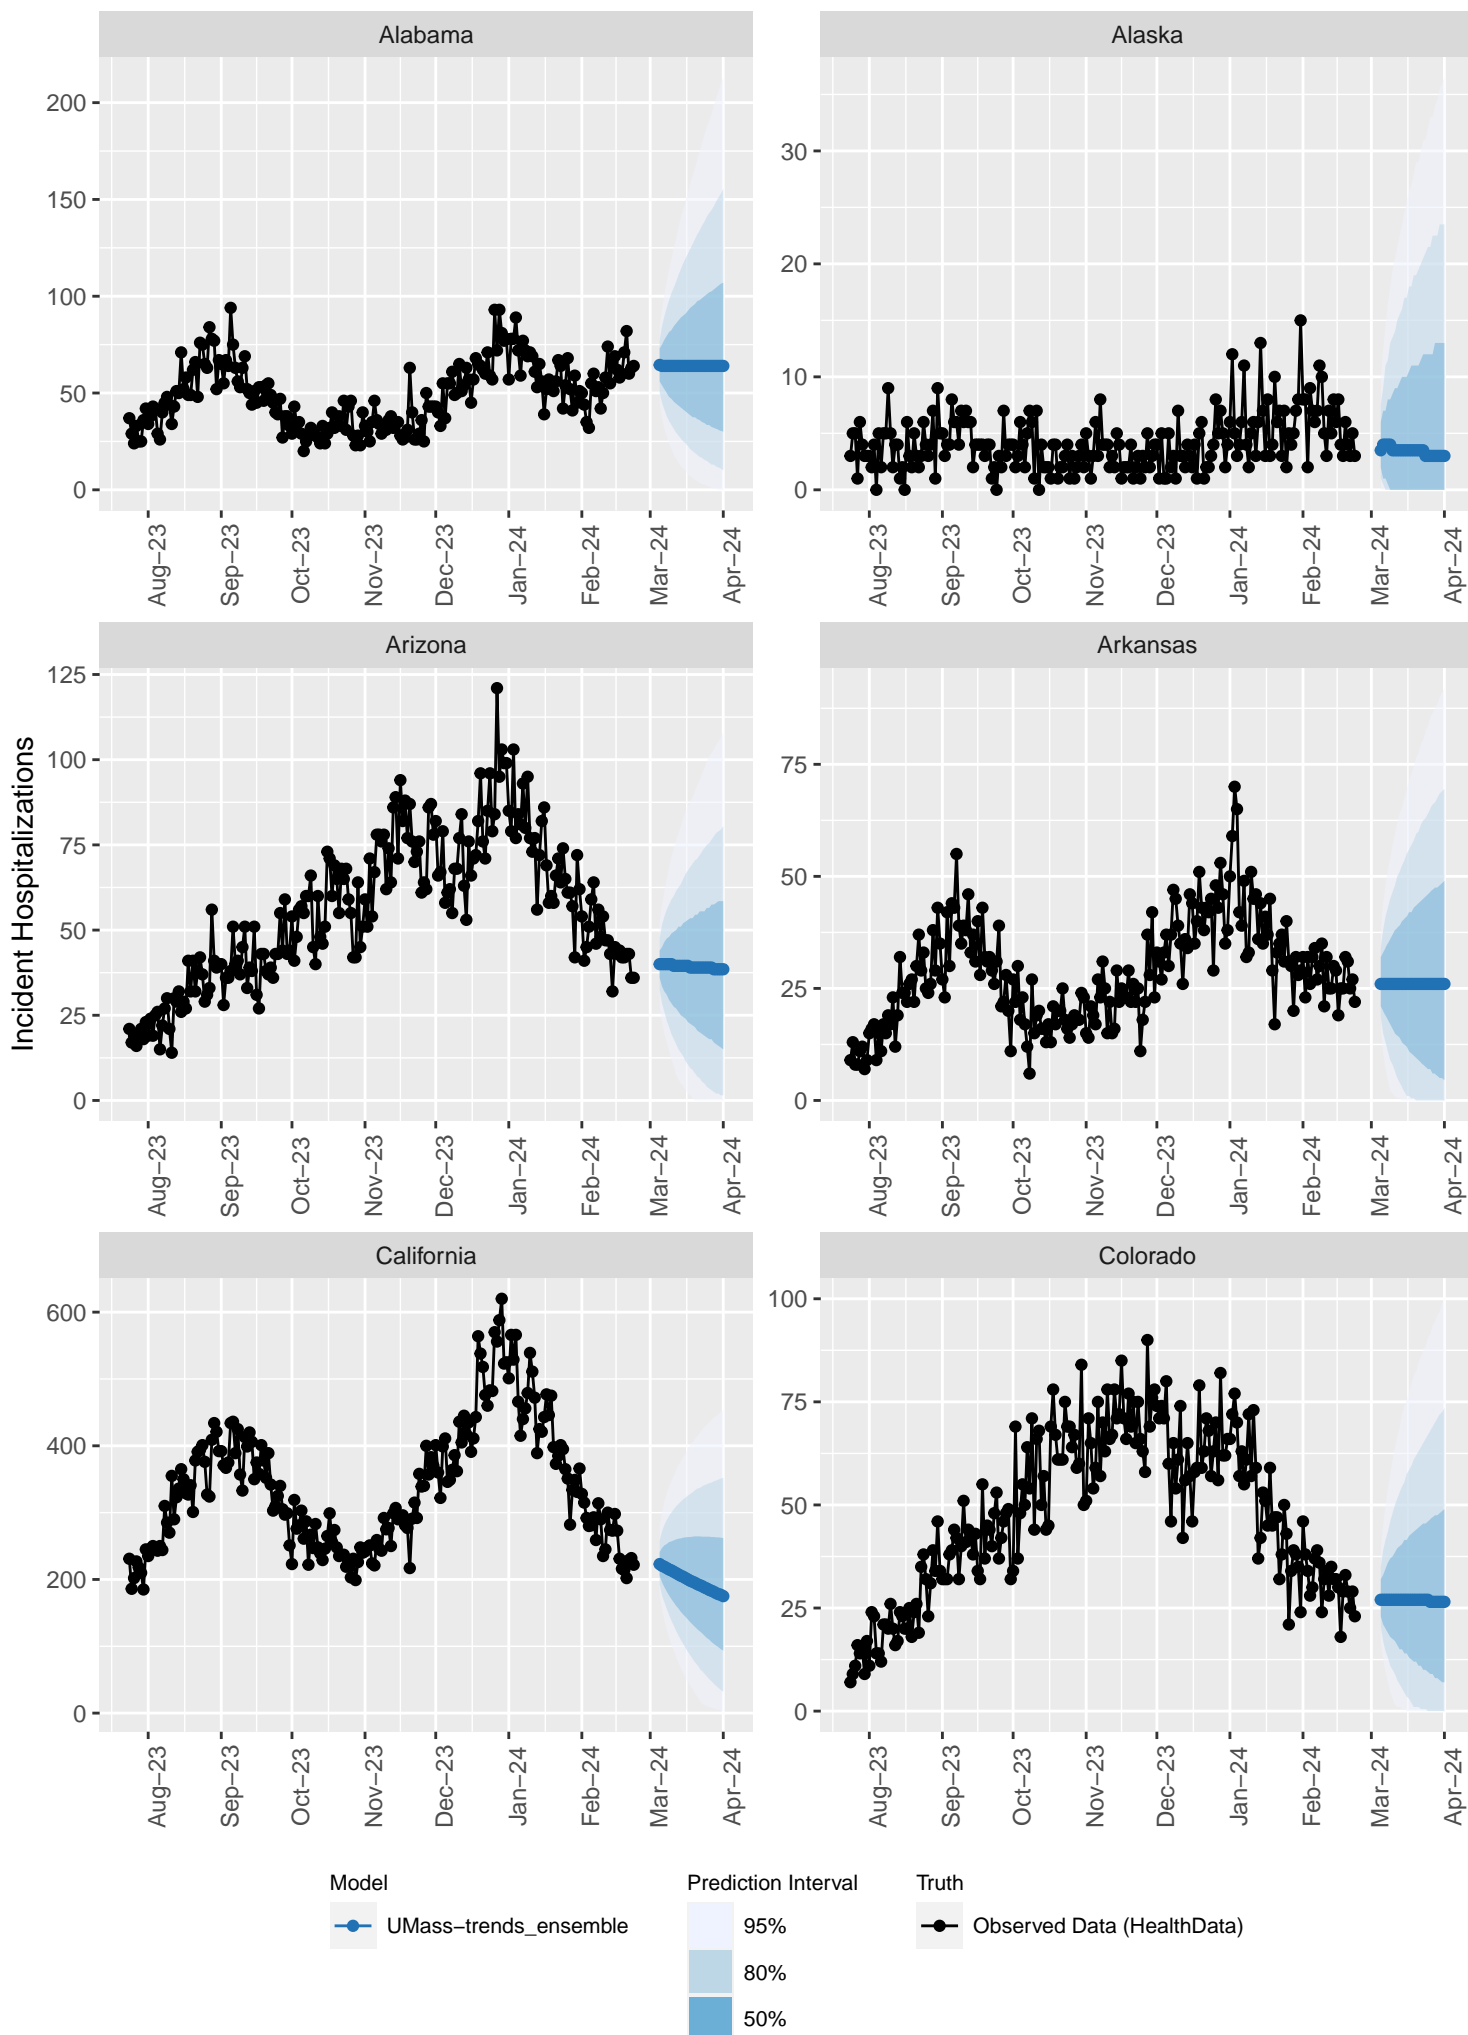 Alabama
Alaska
200
150
100
50
0
30
20
10
0
Aug−23
Sep−23
Oct−23
Nov−23
Dec−23
Jan−24
Feb−24
Mar−24
Apr−24
Aug−23
Sep−23
Oct−23
Nov−23
Dec−23
Jan−24
Feb−24
Mar−24
Apr−24
Incident Hospitalizations
Arizona
Arkansas
125
100
75
50
25
0
75
50
25
0
Aug−23
Sep−23
Oct−23
Nov−23
Dec−23
Jan−24
Feb−24
Mar−24
Apr−24
Aug−23
Sep−23
Oct−23
Nov−23
Dec−23
Jan−24
Feb−24
Mar−24
Apr−24
California
Colorado
600
400
200
0
100
75
50
25
0
Aug−23
Sep−23
Oct−23
Nov−23
Dec−23
Jan−24
Feb−24
Mar−24
Apr−24
Aug−23
Sep−23
Oct−23
Nov−23
Dec−23
Jan−24
Feb−24
Mar−24
Apr−24
Model
UMass−trends_ensemble
Prediction Interval
95%
80%
50%
Truth
Observed Data (HealthData)